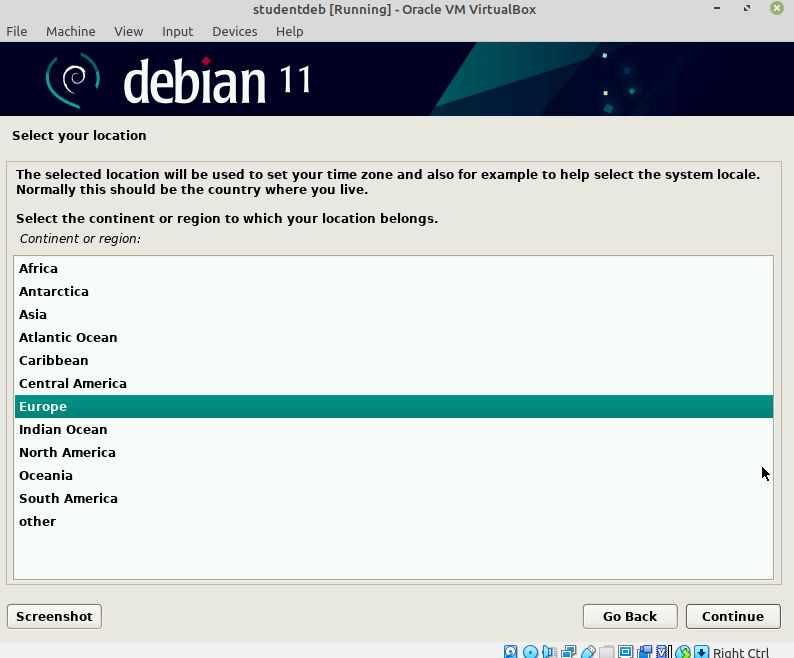 studentdeb [Running] - Oracle VM VirtualBox
File Machine View Input Devices Help
debian 11
Select your location
The selected location will be used to set your time zone and also for example to help select the system locale.
Normally this should be the country where you live.
Select the continent or region to which your location belongs.
Continent or region:
Africa
Antarctica
Asia
Atlantic Ocean
Caribbean
Central America
Europe
Indian Ocean
North America
Oceania
South America
other
Screenshot Go Back Continue
Right Ctrl